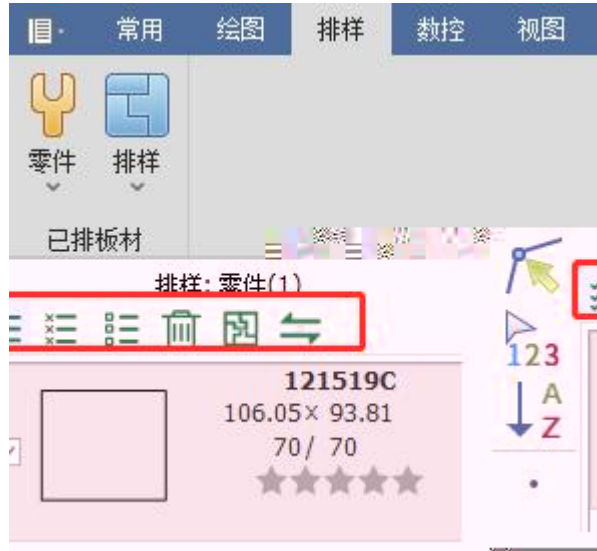 常用 绘图 排样 数控 视图
零件 排样
已排板材
排样: 零件(1)
121519C
106.05× 93.81
70/ 70
123
A
Z